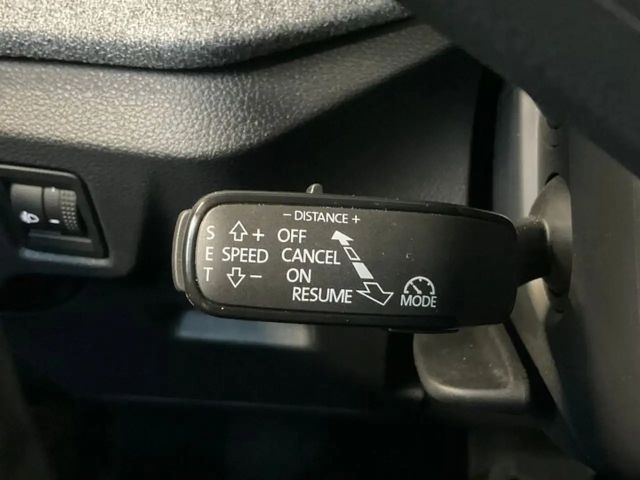 – DISTANCE +
S + OFF
E SPEED CANCEL
T – ON
RESUME
MODE